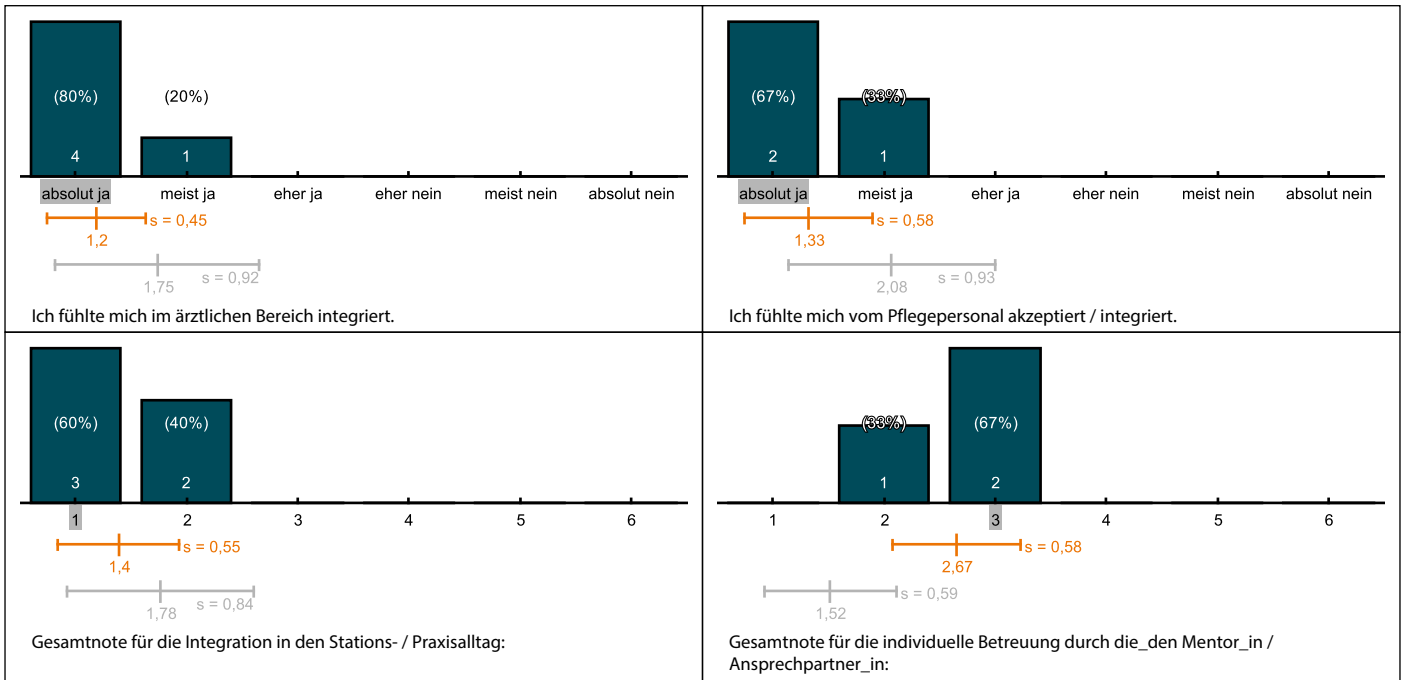 (80%) (20%)
4 1
absolut ja meist ja eher ja eher nein meist nein absolut nein
s = 0,45
1,2
s = 0,92
1,75
Ich fühlte mich im ärztlichen Bereich integriert.
(67%) (33%)
2 1
absolut ja meist ja eher ja eher nein meist nein absolut nein
s = 0,58
1,33
s = 0,93
2,08
Ich fühlte mich vom Pflegepersonal akzeptiert / integriert.
(60%) (40%)
3 2
1 2 3 4 5 6
s = 0,55
1,4
s = 0,84
1,78
Gesamtnote für die Integration in den Stations- / Praxisalltag:
(33%) (67%)
1 2
1 2 3 4 5 6
s = 0,58
2,67
s = 0,59
1,52
Gesamtnote für die individuelle Betreuung durch die_den Mentor_in /
Ansprechpartner_in: